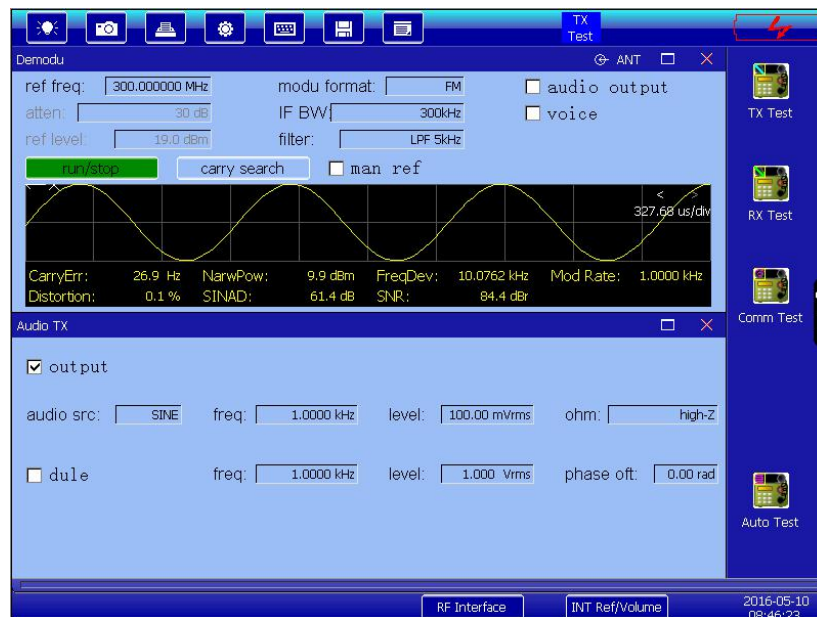 TX
Test
Demodu
ANT
ref freq: 300.000000 MHz modu format: FM audio output
atten: 30 dB IF BW: 300kHz voice
ref level: 19.0 dBm filter: LPF 5kHz
run/stop carry search man ref
< >
327.68 us/div
CarryErr: 26.9 Hz NarwPow: 9.9 dBm FreqDev: 10.0762 kHz Mod Rate: 1.0000 kHz
Distortion: 0.1 % SINAD: 61.4 dB SNR: 84.4 dBr
Audio TX
output
audio src: SINE freq: 1.0000 kHz level: 100.00 mVrms ohm: high-Z
dule freq: 1.0000 kHz level: 1.000 Vrms phase oft: 0.00 rad
TX Test
RX Test
Comm Test
Auto Test
RF Interface INT Ref/Volume 2016-05-10
08:46:23